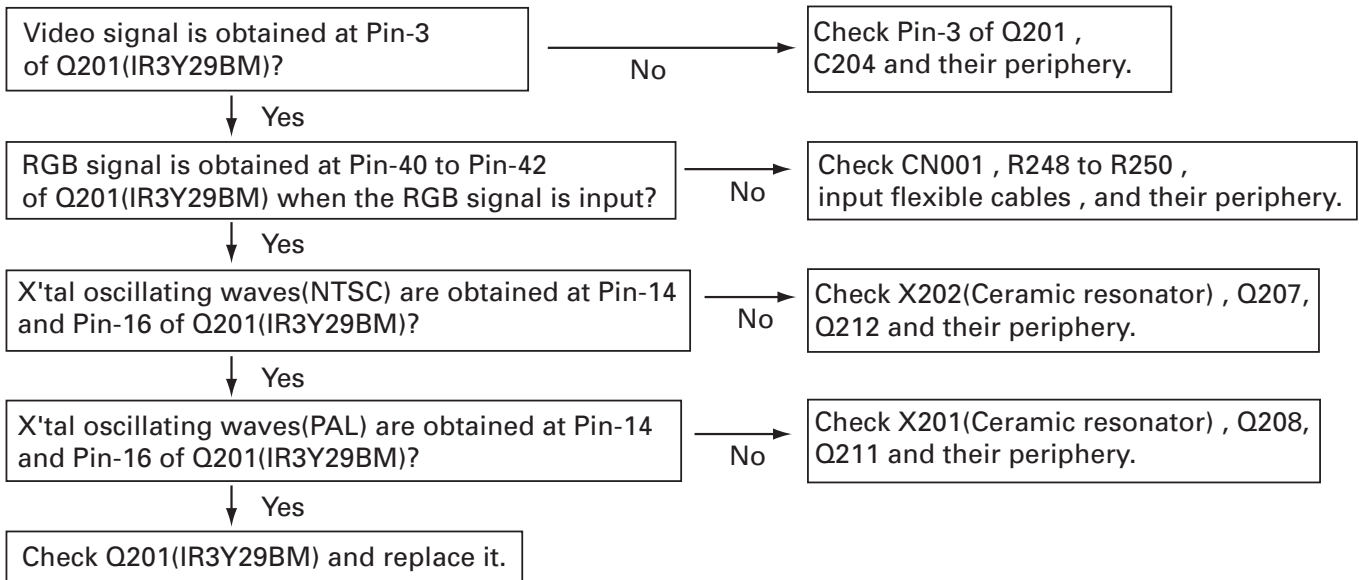 Video signal is obtained at Pin-3
of Q201(IR3Y29BM)?
No
Check Pin-3 of Q201 ,
C204 and their periphery.
Yes
RGB signal is obtained at Pin-40 to Pin-42
of Q201(IR3Y29BM) when the RGB signal is input?
No
Check CN001 , R248 to R250 ,
input flexible cables , and their periphery.
Yes
X'tal oscillating waves(NTSC) are obtained at Pin-14
and Pin-16 of Q201(IR3Y29BM)?
No
Check X202(Ceramic resonator) , Q207,
Q212 and their periphery.
Yes
X'tal oscillating waves(PAL) are obtained at Pin-14
and Pin-16 of Q201(IR3Y29BM)?
No
Check X201(Ceramic resonator) , Q208,
Q211 and their periphery.
Yes
Check Q201(IR3Y29BM) and replace it.